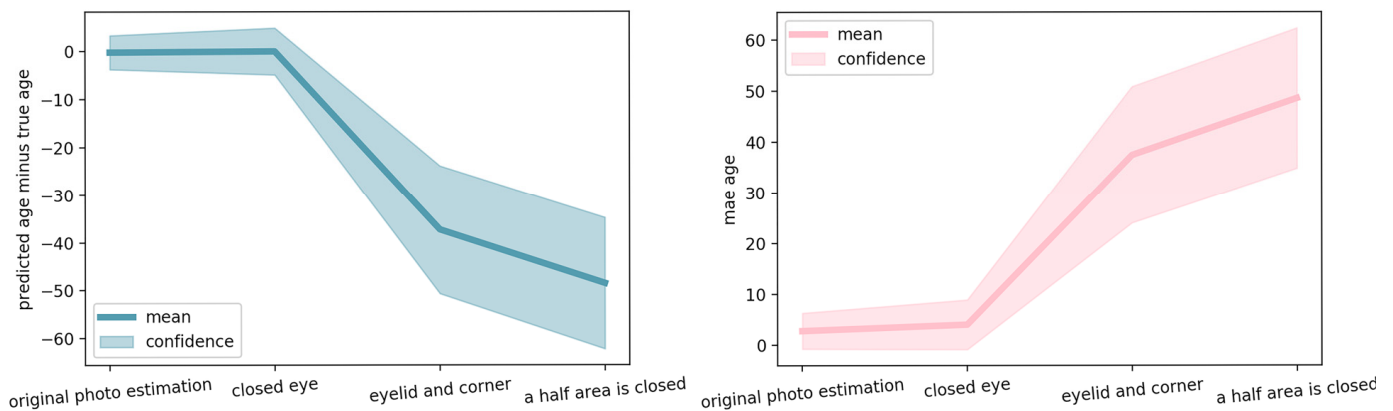 predicted age minus true age
0
−10
−20
−30
−40
−50
−60
mean
confidence
original photo estimation
closed eye
eyelid and corner
a half area is closed
mae age
60
50
40
30
20
10
0
mean
confidence
original photo estimation
closed eye
eyelid and corner
a half area is closed